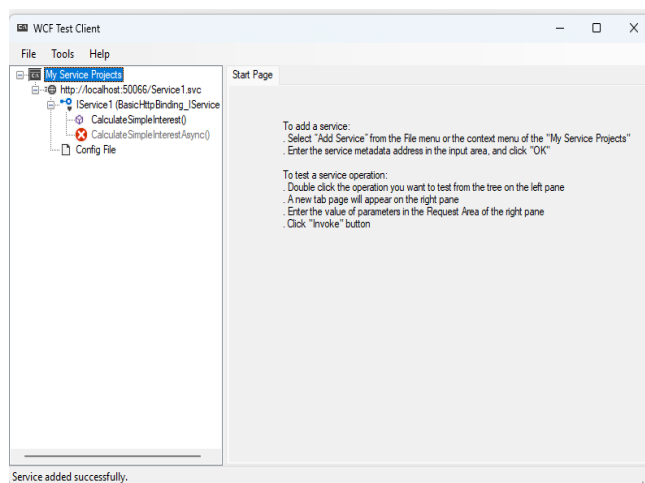 WCF Test Client
File Tools Help
My Service Projects
http://localhost:50066/Service1.svc
IService1 (BasicHttpBinding_IService
CalculateSimpleInterest()
CalculateSimpleInterestAsync()
Config File
Start Page
To add a service:
. Select "Add Service" from the File menu or the context menu of the "My Service Projects"
. Enter the service metadata address in the input area, and click "OK"
To test a service operation:
. Double click the operation you want to test from the tree on the left pane
. A new tab page will appear on the right pane
. Enter the value of parameters in the Request Area of the right pane
. Click "Invoke" button
Service added successfully.